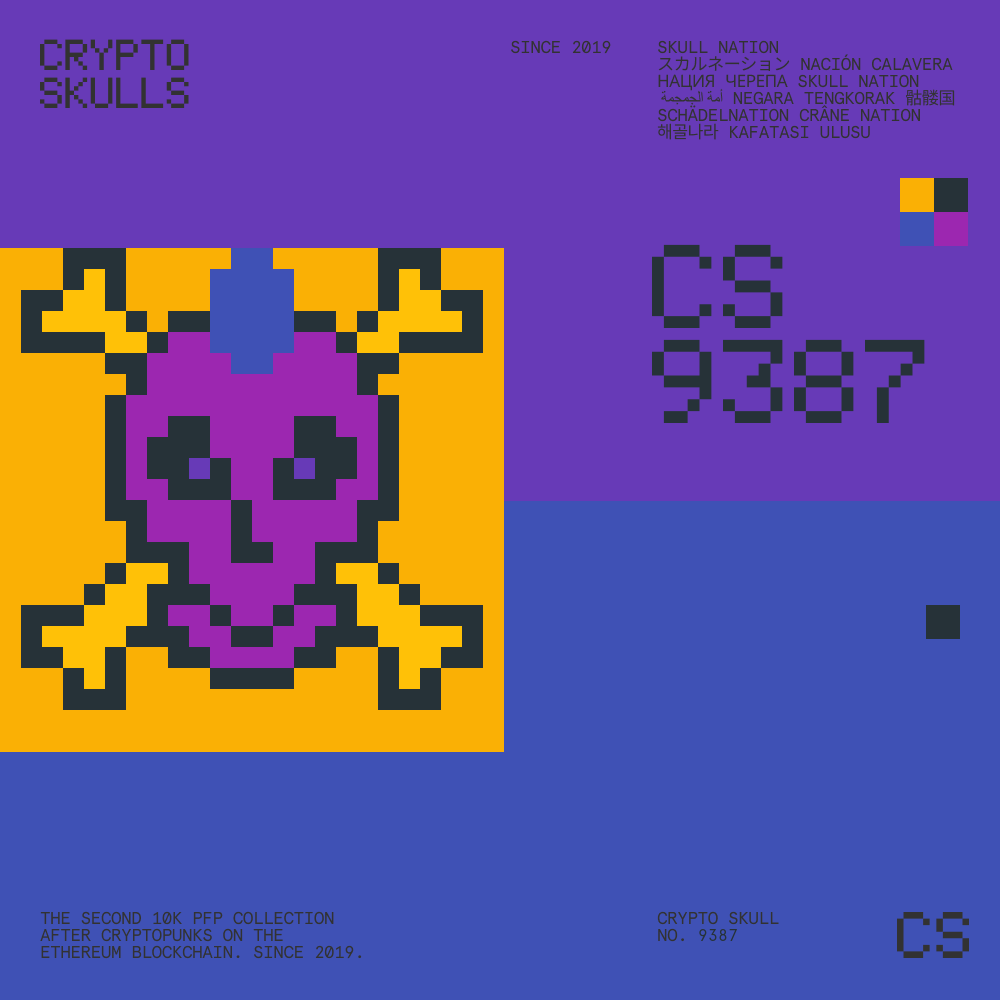 CRYPTO
SKULLS
SINCE 2019
SKULL NATION
スカルネーション NACIÓN CALAVERA
НАЦИЯ ЧЕРЕПА SKULL NATION
أمة الجمجمة NEGARA TENGKORAK 骷髅国
SCHÄDELNATION CRÂNE NATION
해골나라 KAFATASI ULUSU
CS
9387
THE SECOND 10K PFP COLLECTION
AFTER CRYPTOPUNKS ON THE
ETHEREUM BLOCKCHAIN. SINCE 2019.
CRYPTO SKULL
NO. 9387
CS